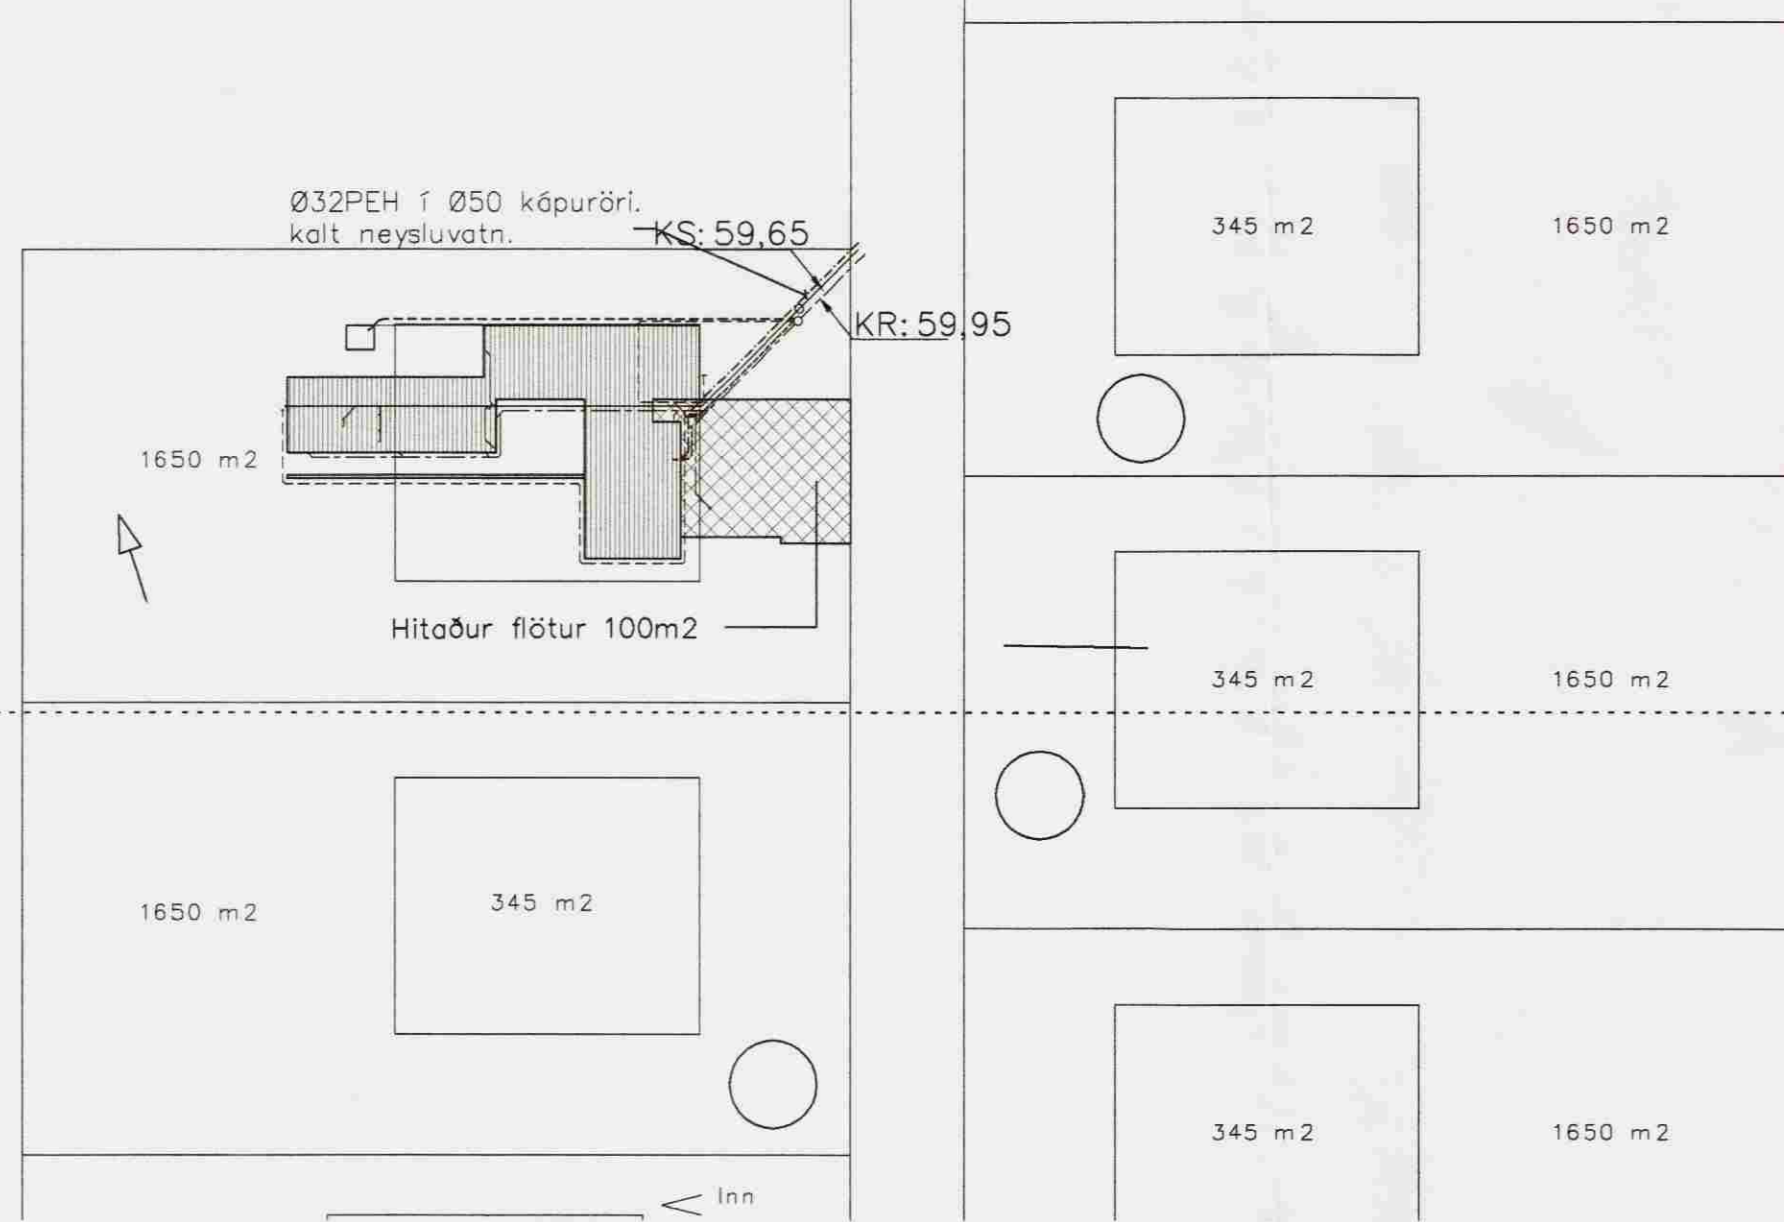 Ø32PEH í Ø50 kápuröri.
kalt neysluvatn.
KS: 59,65
KR: 59,95
1650 m2
Hitaður flötur 100m2
1650 m2
345 m2
Inn
345 m2
1650 m2
345 m2
1650 m2
345 m2
1650 m2